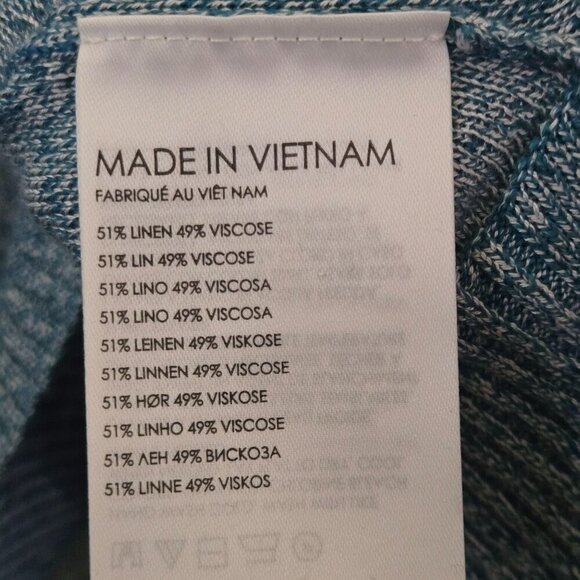 MADE IN VIETNAM
FABRIQUÉ AU VIÊT NAM
51% LINEN 49% VISCOSE
51% LIN 49% VISCOSE
51% LINO 49% VISCOSA
51% LINO 49% VISCOSA
51% LEINEN 49% VISKOSE
51% LINNEN 49% VISCOSE
51% HØR 49% VISKOSE
51% LINHO 49% VISCOSE
51% ЛЕН 49% ВИСКОЗА
51% LINNE 49% VISKOS